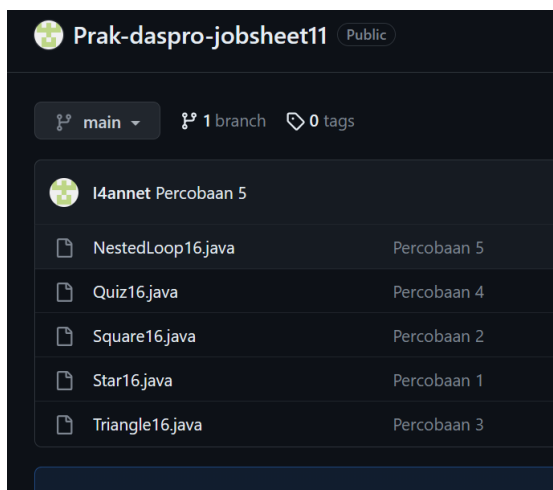 Prak-daspro-jobsheet11 Public
main 1 branch 0 tags
l4annet Percobaan 5
NestedLoop16.java Percobaan 5
Quiz16.java Percobaan 4
Square16.java Percobaan 2
Star16.java Percobaan 1
Triangle16.java Percobaan 3